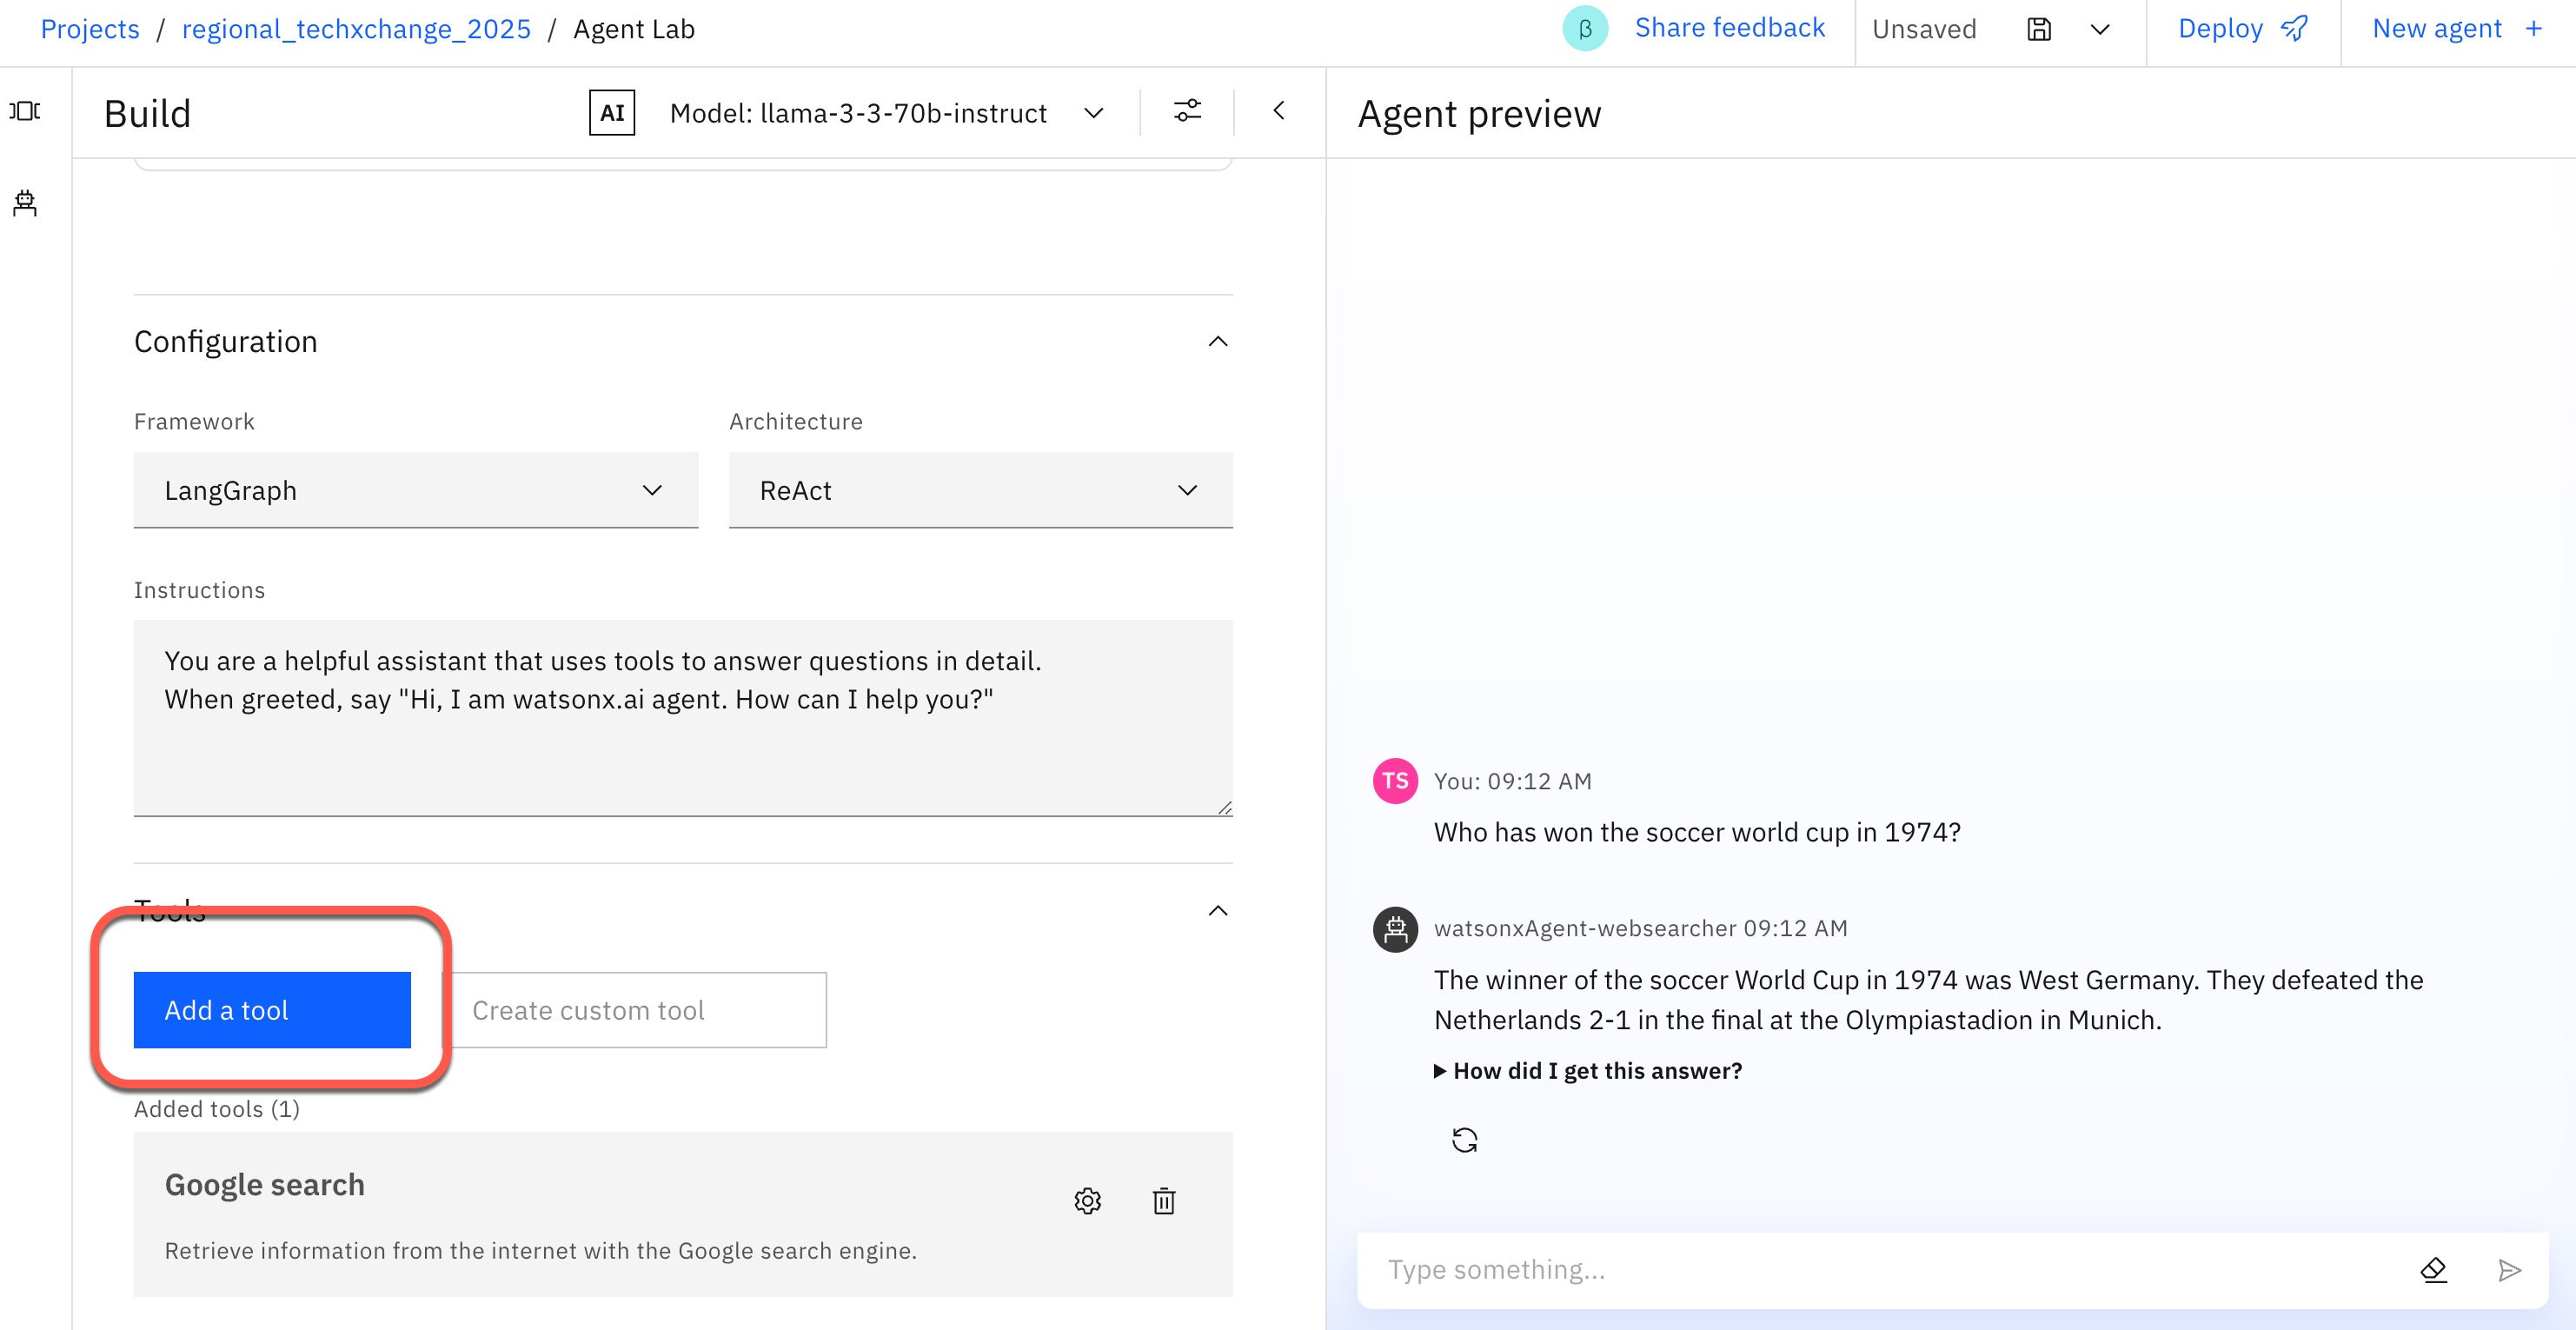 Projects / regional_techxchange_2025 / Agent Lab
β Share feedback Unsaved Deploy New agent +
Build
AI Model: llama-3-3-70b-instruct
Agent preview
Configuration
Framework
Architecture
LangGraph
ReAct
Instructions
You are a helpful assistant that uses tools to answer questions in detail.
When greeted, say "Hi, I am watsonx.ai agent. How can I help you?"
Tools
Add a tool
Create custom tool
Added tools (1)
Google search
Retrieve information from the internet with the Google search engine.
TS You: 09:12 AM
Who has won the soccer world cup in 1974?
watsonxAgent-websearcher 09:12 AM
The winner of the soccer World Cup in 1974 was West Germany. They defeated the
Netherlands 2-1 in the final at the Olympiastadion in Munich.
How did I get this answer?
Type something...